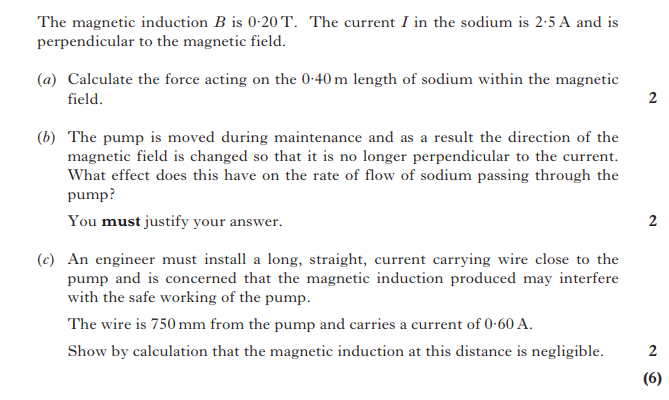 The magnetic induction B is 0·20 T. The current I in the sodium is 2·5 A and is
perpendicular to the magnetic field.
(a) Calculate the force acting on the 0·40 m length of sodium within the magnetic
field. 2
(b) The pump is moved during maintenance and as a result the direction of the
magnetic field is changed so that it is no longer perpendicular to the current.
What effect does this have on the rate of flow of sodium passing through the
pump?
You must justify your answer. 2
(c) An engineer must install a long, straight, current carrying wire close to the
pump and is concerned that the magnetic induction produced may interfere
with the safe working of the pump.
The wire is 750 mm from the pump and carries a current of 0·60 A.
Show by calculation that the magnetic induction at this distance is negligible. 2
(6)